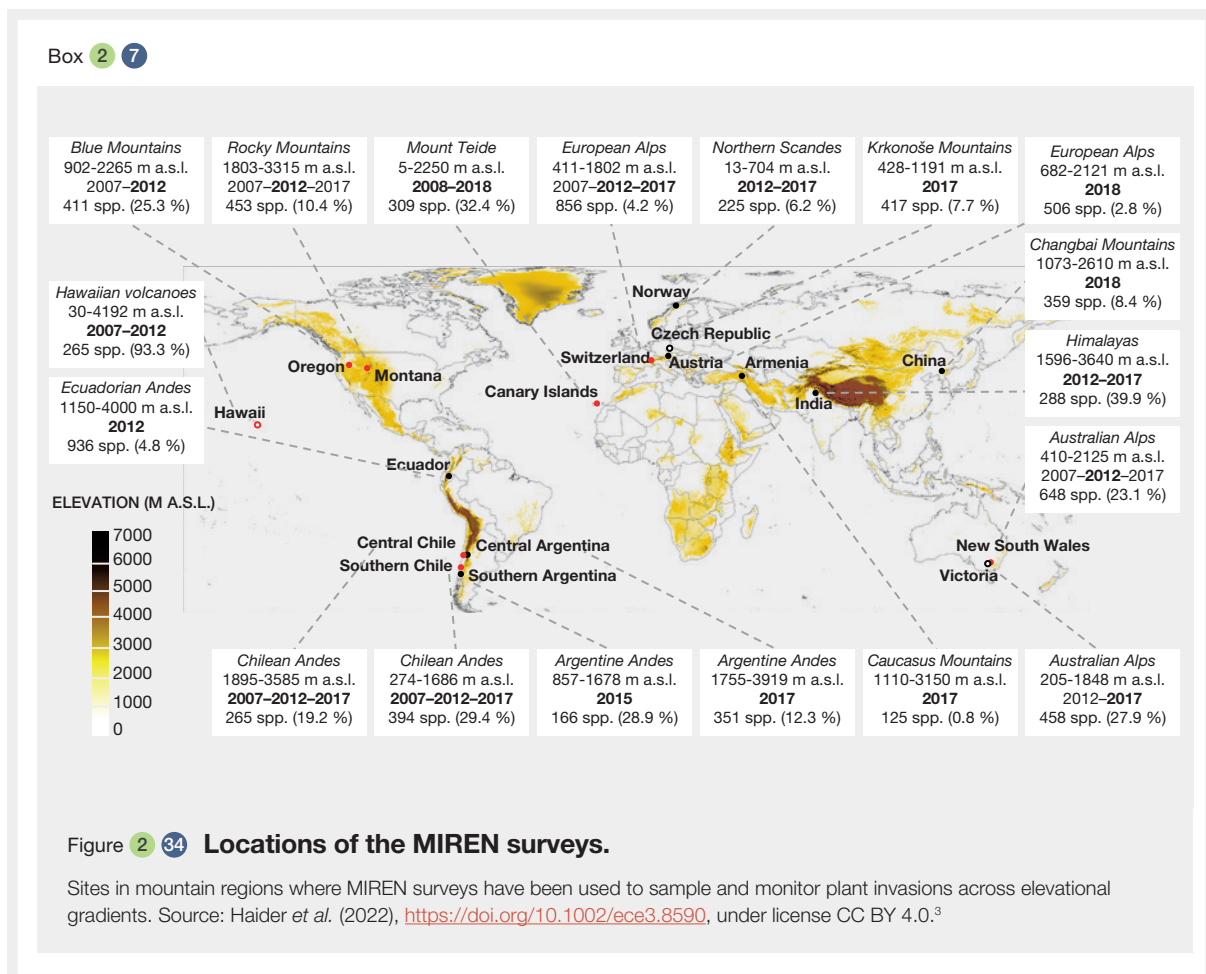 Box 2 7
Blue Mountains
902-2265 m a.s.l.
2007–2012
411 spp. (25.3 %)
Rocky Mountains
1803-3315 m a.s.l.
2007–2012–2017
453 spp. (10.4 %)
Mount Teide
5-2250 m a.s.l.
2008–2018
309 spp. (32.4 %)
European Alps
411-1802 m a.s.l.
2007–2012-2017
856 spp. (4.2 %)
Northern Scandes
13-704 m a.s.l.
2012-2017
225 spp. (6.2 %)
Krkonoše Mountains
428-1191 m a.s.l.
2017
417 spp. (7.7 %)
European Alps
682-2121 m a.s.l.
2018
506 spp. (2.8 %)
Changbai Mountains
1073-2610 m a.s.l.
2018
359 spp. (8.4 %)
Hawaiian volcanoes
30-4192 m a.s.l.
2007-2012
265 spp. (93.3 %)
Himalayas
1596-3640 m a.s.l.
2012–2017
288 spp. (39.9 %)
Ecuadorian Andes
1150-4000 m a.s.l.
2012
936 spp. (4.8 %)
Australian Alps
410-2125 m a.s.l.
2007–2012–2017
648 spp. (23.1 %)
Norway
Czech Republic
Switzerland
Austria
Armenia
China
Oregon
Montana
Canary Islands
India
Hawaii
Ecuador
Central Chile
Central Argentina
Southern Chile
Southern Argentina
New South Wales
Victoria
ELEVATION (M A.S.L.)
7000
6000
5000
4000
3000
2000
1000
0
Chilean Andes
1895-3585 m a.s.l.
2007–2012-2017
265 spp. (19.2 %)
Chilean Andes
274-1686 m a.s.l.
2007–2012-2017
394 spp. (29.4 %)
Argentine Andes
857-1678 m a.s.l.
2015
166 spp. (28.9 %)
Argentine Andes
1755-3919 m a.s.l.
2017
351 spp. (12.3 %)
Caucasus Mountains
1110-3150 m a.s.l.
2017
125 spp. (0.8 %)
Australian Alps
205-1848 m a.s.l.
2012–2017
458 spp. (27.9 %)
Figure 2 34 Locations of the MIREN surveys.
Sites in mountain regions where MIREN surveys have been used to sample and monitor plant invasions across elevational
gradients. Source: Haider et al. (2022), https://doi.org/10.1002/ece3.8590, under license CC BY 4.0.³